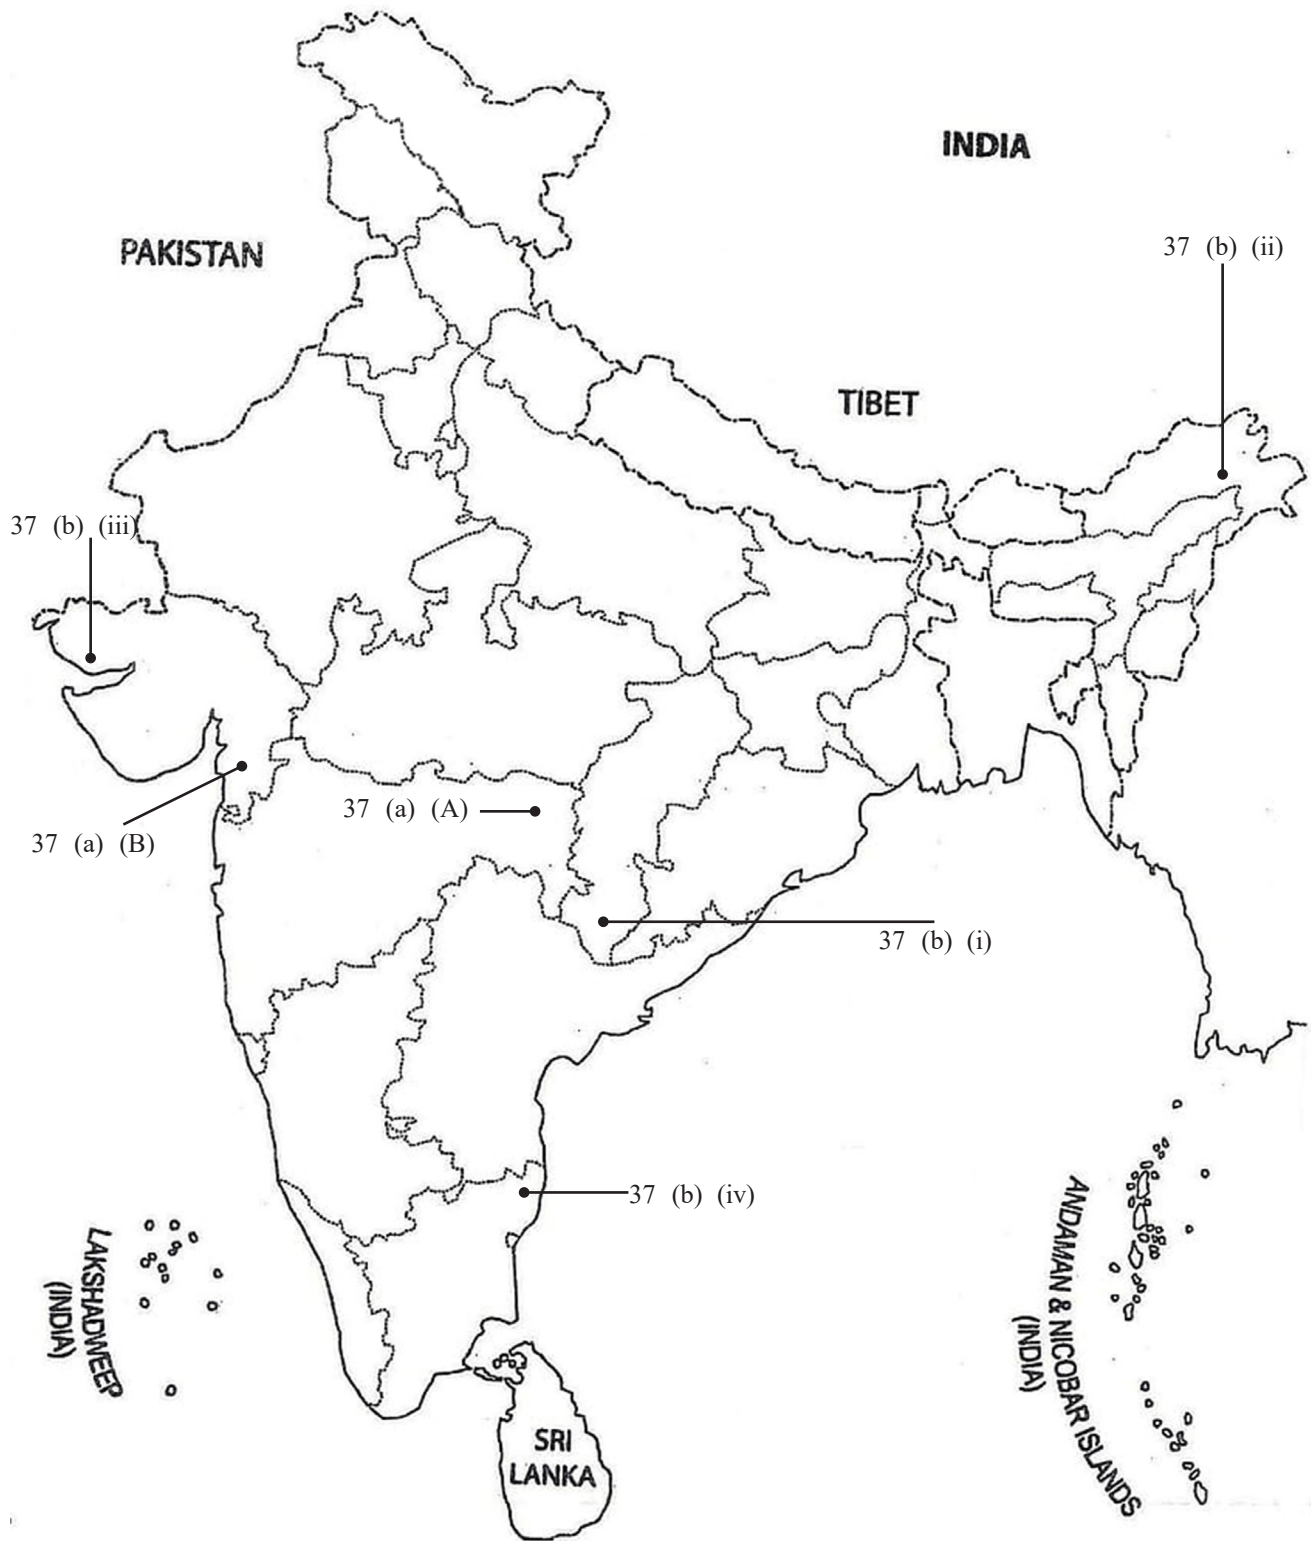 INDIA
PAKISTAN
37 (b) (ii)
TIBET
37 (b) (iii)
37 (a) (A)
37 (a) (B)
37 (b) (i)
37 (b) (iv)
LAKSHADWEEP
(INDIA)
ANDAMAN & NICOBAR ISLANDS
(INDIA)
SRI
LANKA